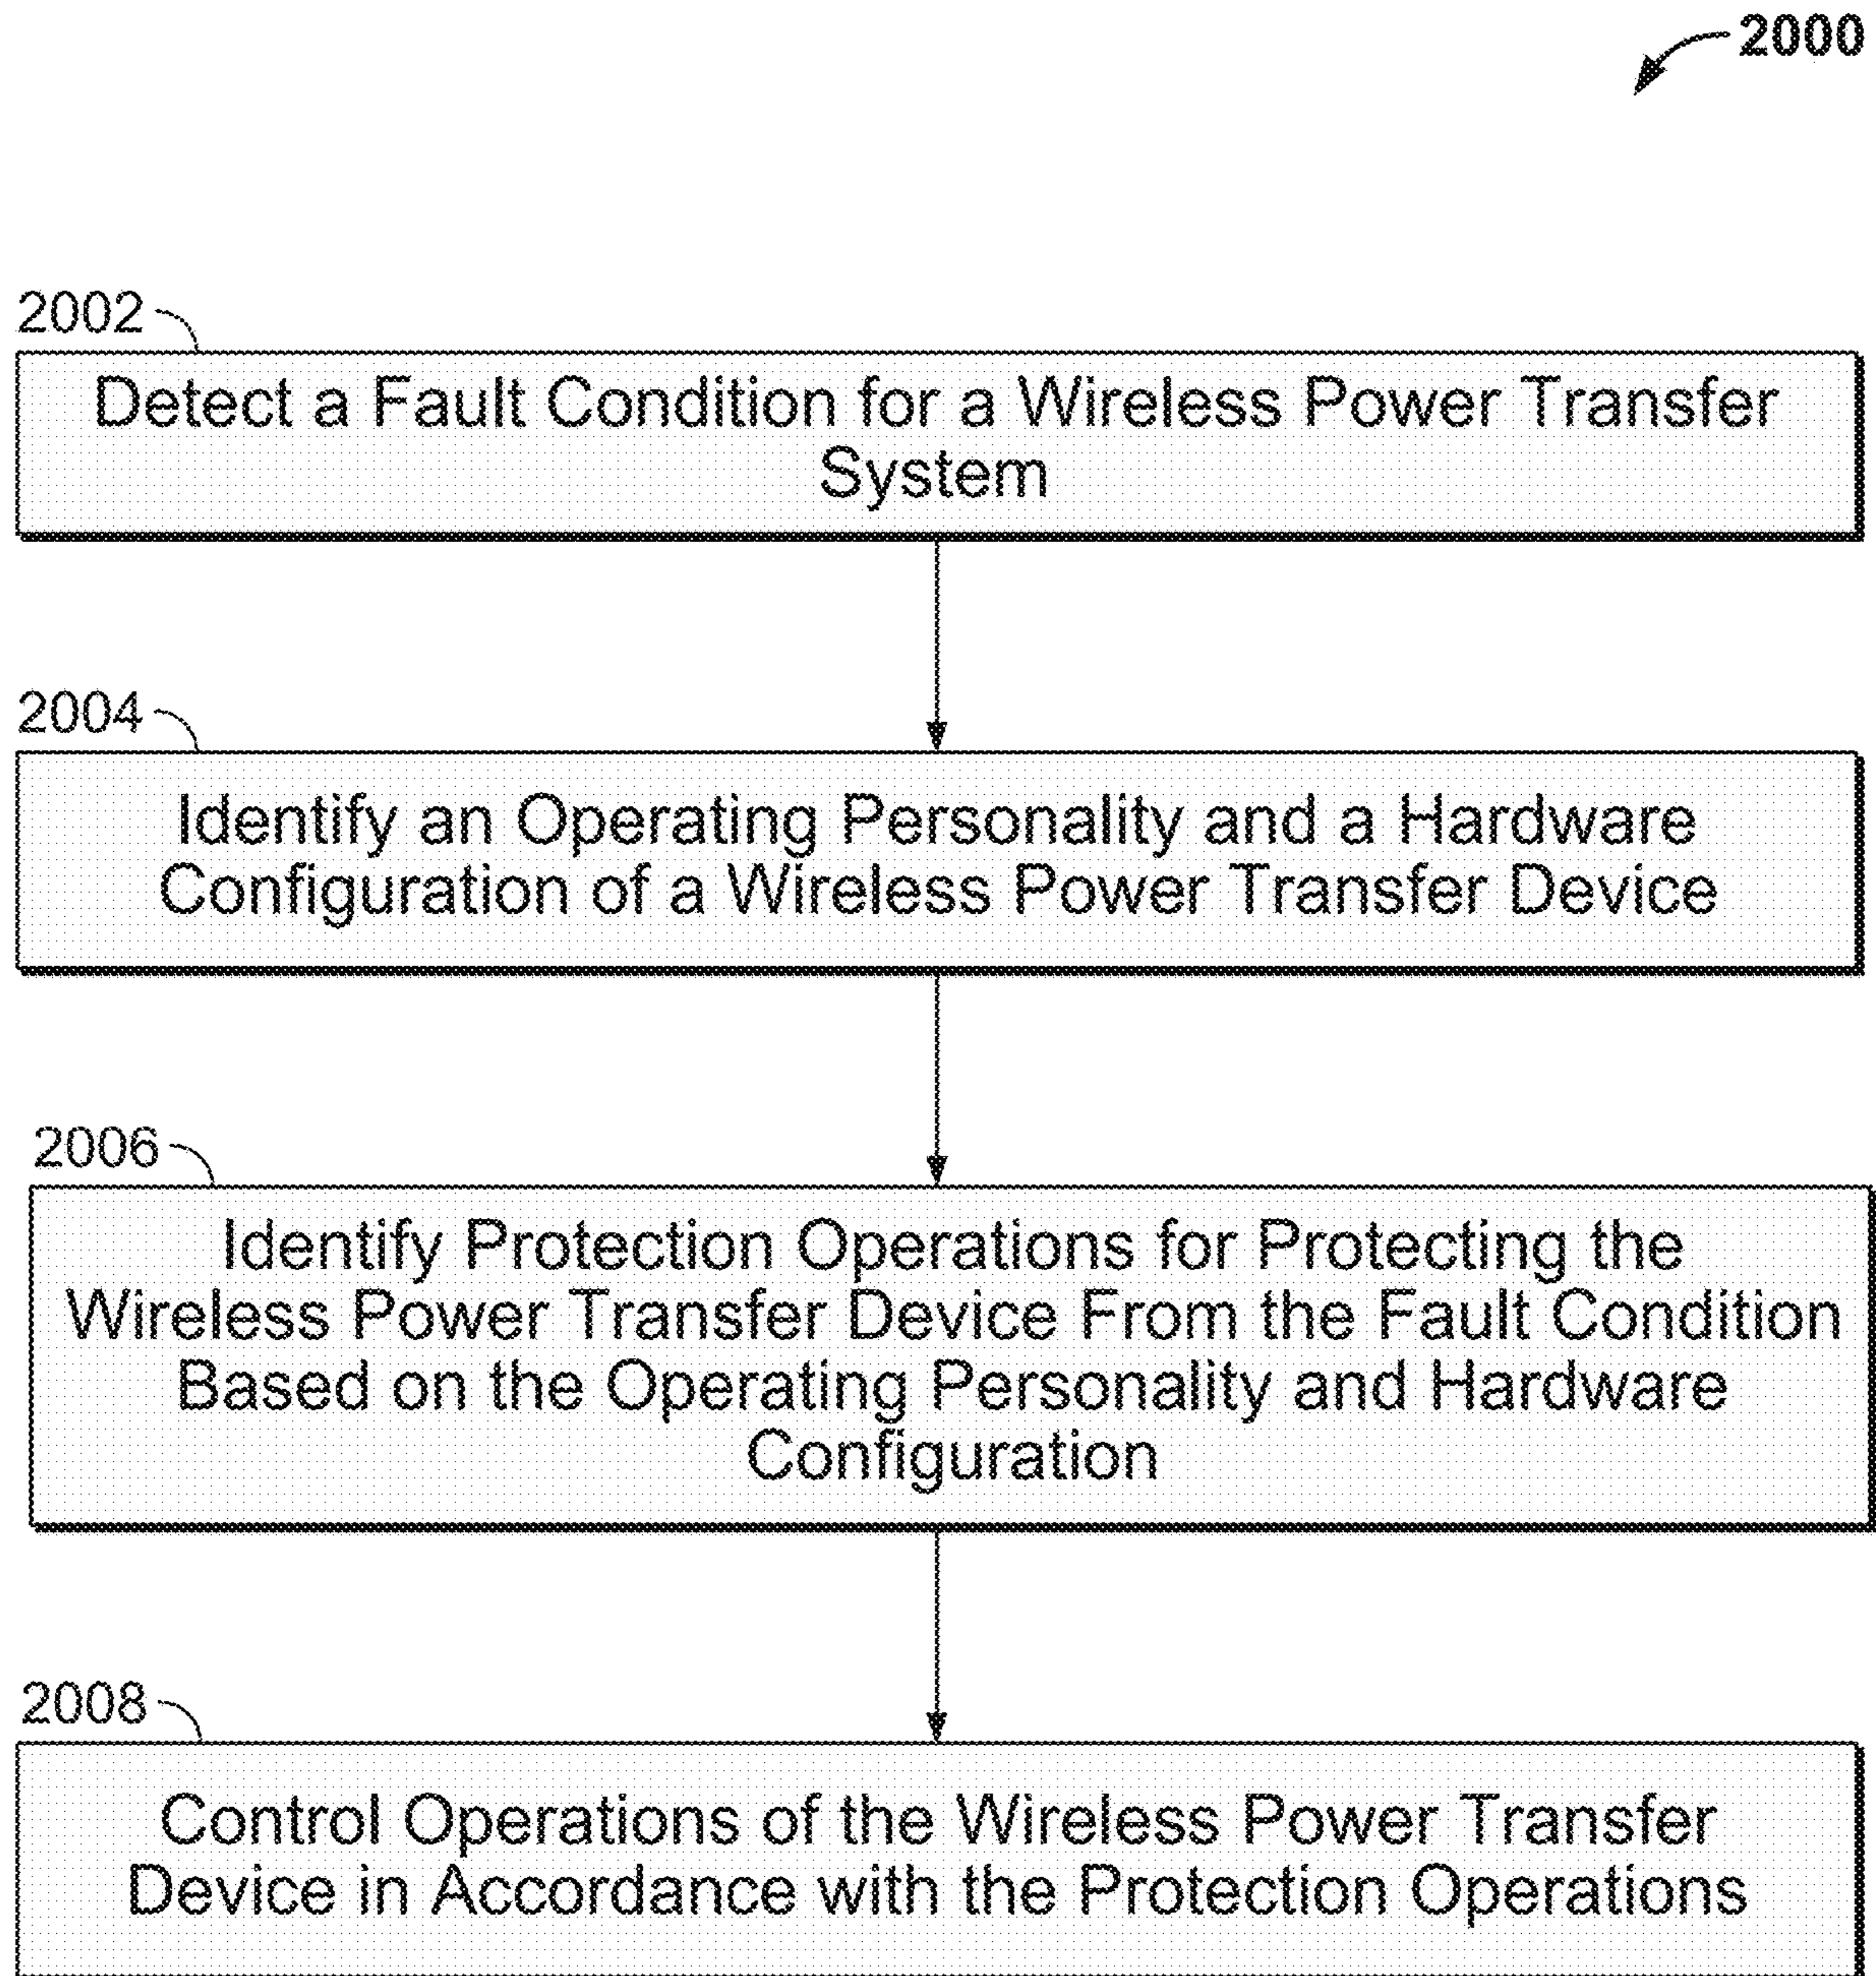 2000
2002
Detect a Fault Condition for a Wireless Power Transfer
System
2004
Identify an Operating Personality and a Hardware
Configuration of a Wireless Power Transfer Device
2006
Identify Protection Operations for Protecting the
Wireless Power Transfer Device From the Fault Condition
Based on the Operating Personality and Hardware
Configuration
2008
Control Operations of the Wireless Power Transfer
Device in Accordance with the Protection Operations